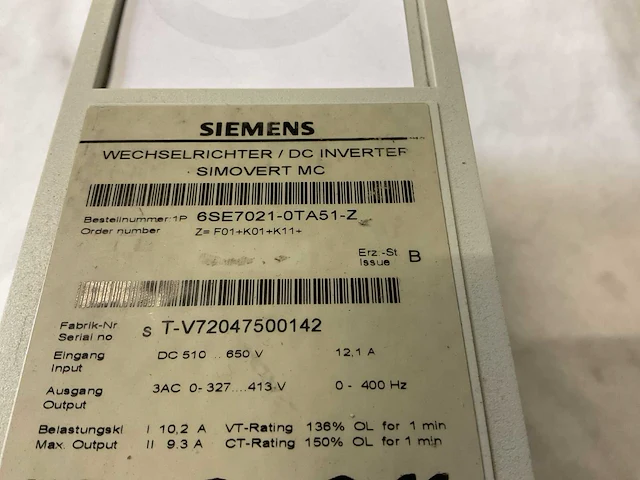 SIEMENS
WECHSELRICHTER / DC INVERTER
SIMOVERT MC
Bestellnummer:1P 6SE7021-0TA51-Z
Order number Z= F01+K01+K11+
Erz.-St
Issue B
Fabrik-Nr
Serial no S T-V72047500142
Eingang DC 510 ... 650 V 12,1 A
Input
Ausgang 3AC 0- 327....413 V 0- 400 Hz
Output
Belastungskl I 10,2 A VT-Rating 136% OL for 1 min
Max. Output II 9.3 A CT-Rating 150% OL for 1 min